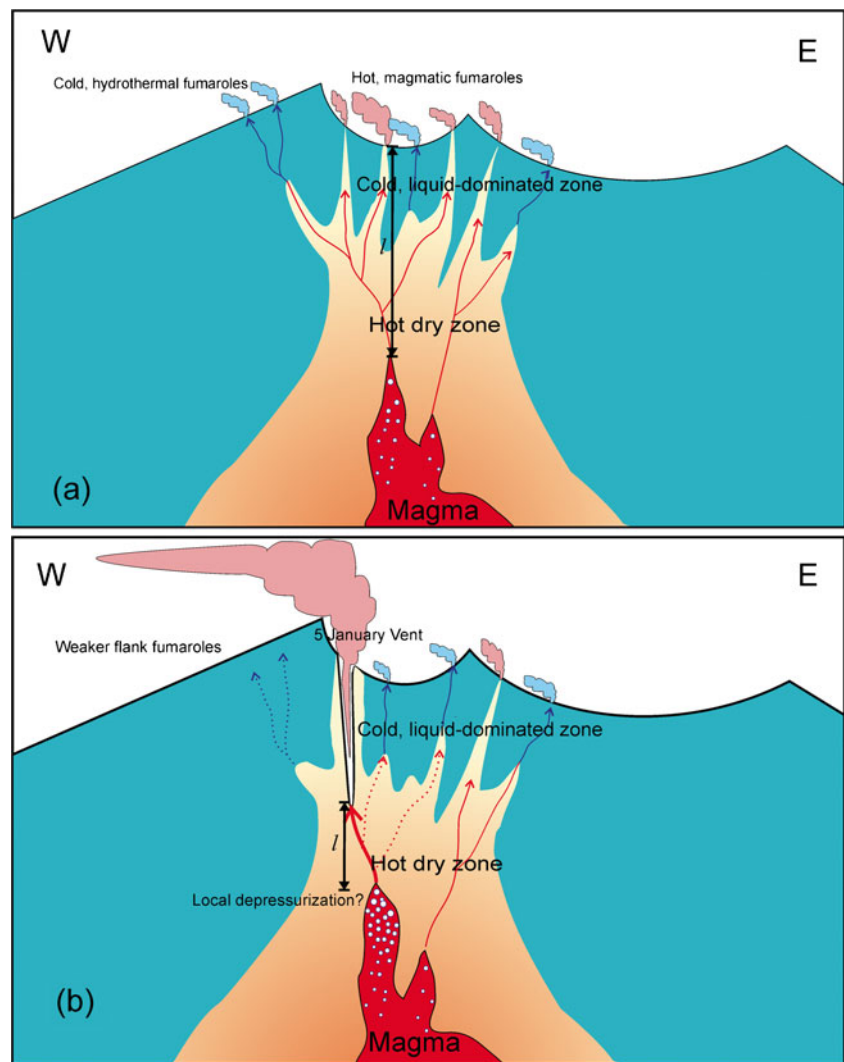 W
E
Cold, hydrothermal fumaroles
Hot, magmatic fumaroles
Cold, liquid-dominated zone
l
Hot dry zone
(a)
Magma
W
E
5 January Vent
Weaker flank fumaroles
Cold, liquid-dominated zone
l
Hot dry zone
Local depressurization?
(b)
Magma